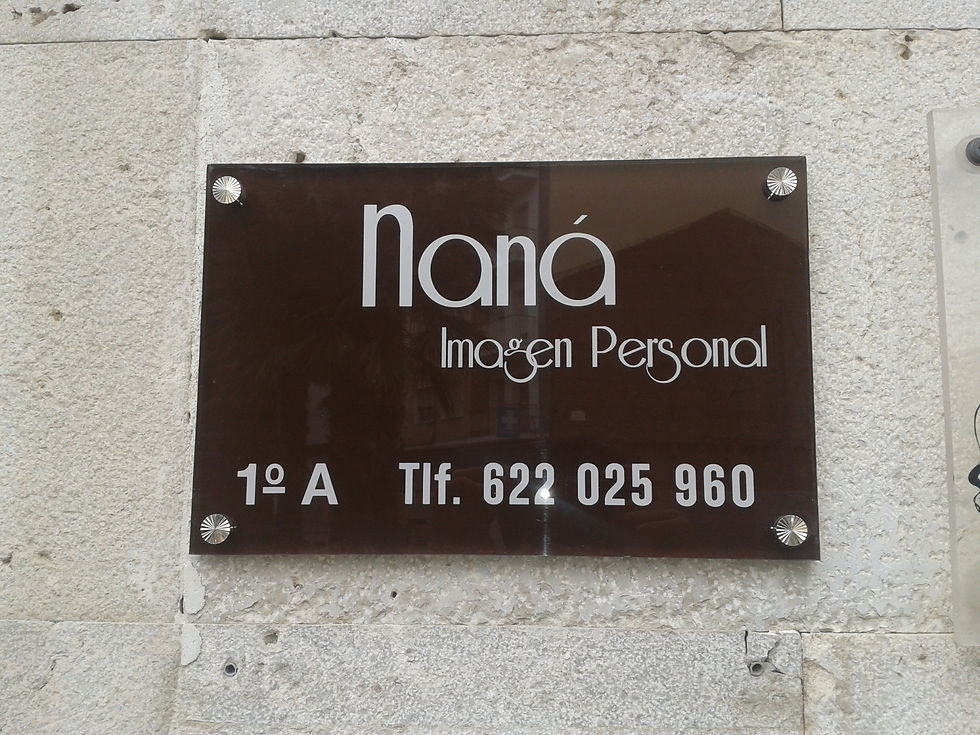 Naná
Imagen Personal
1º A Tlf. 622 025 960